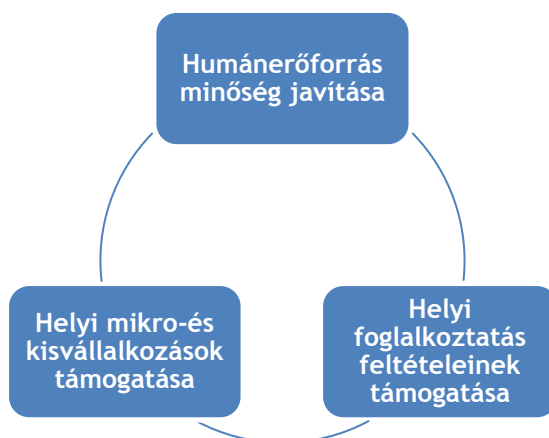 Humánerőforrás
minőség javítása
Helyi mikro-és
kisvállalkozások
támogatása
Helyi
foglalkoztatás
feltételeinek
támogatása